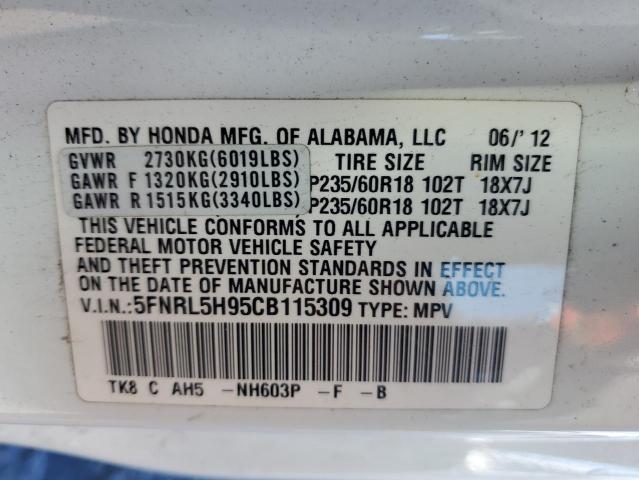 MFD. BY HONDA MFG. OF ALABAMA, LLC 06/'12
GVWR 2730KG(6019LBS) TIRE SIZE RIM SIZE
GAWR F 1320KG(2910LBS) P235/60R18 102T 18X7J
GAWR R 1515KG(3340LBS) P235/60R18 102T 18X7J
THIS VEHICLE CONFORMS TO ALL APPLICABLE
FEDERAL MOTOR VEHICLE SAFETY
AND THEFT PREVENTION STANDARDS IN EFFECT
ON THE DATE OF MANUFACTURE SHOWN ABOVE.
V.I.N.:5FNRL5H95CB115309 TYPE: MPV
TK8 C AH5 -NH603P -F -B